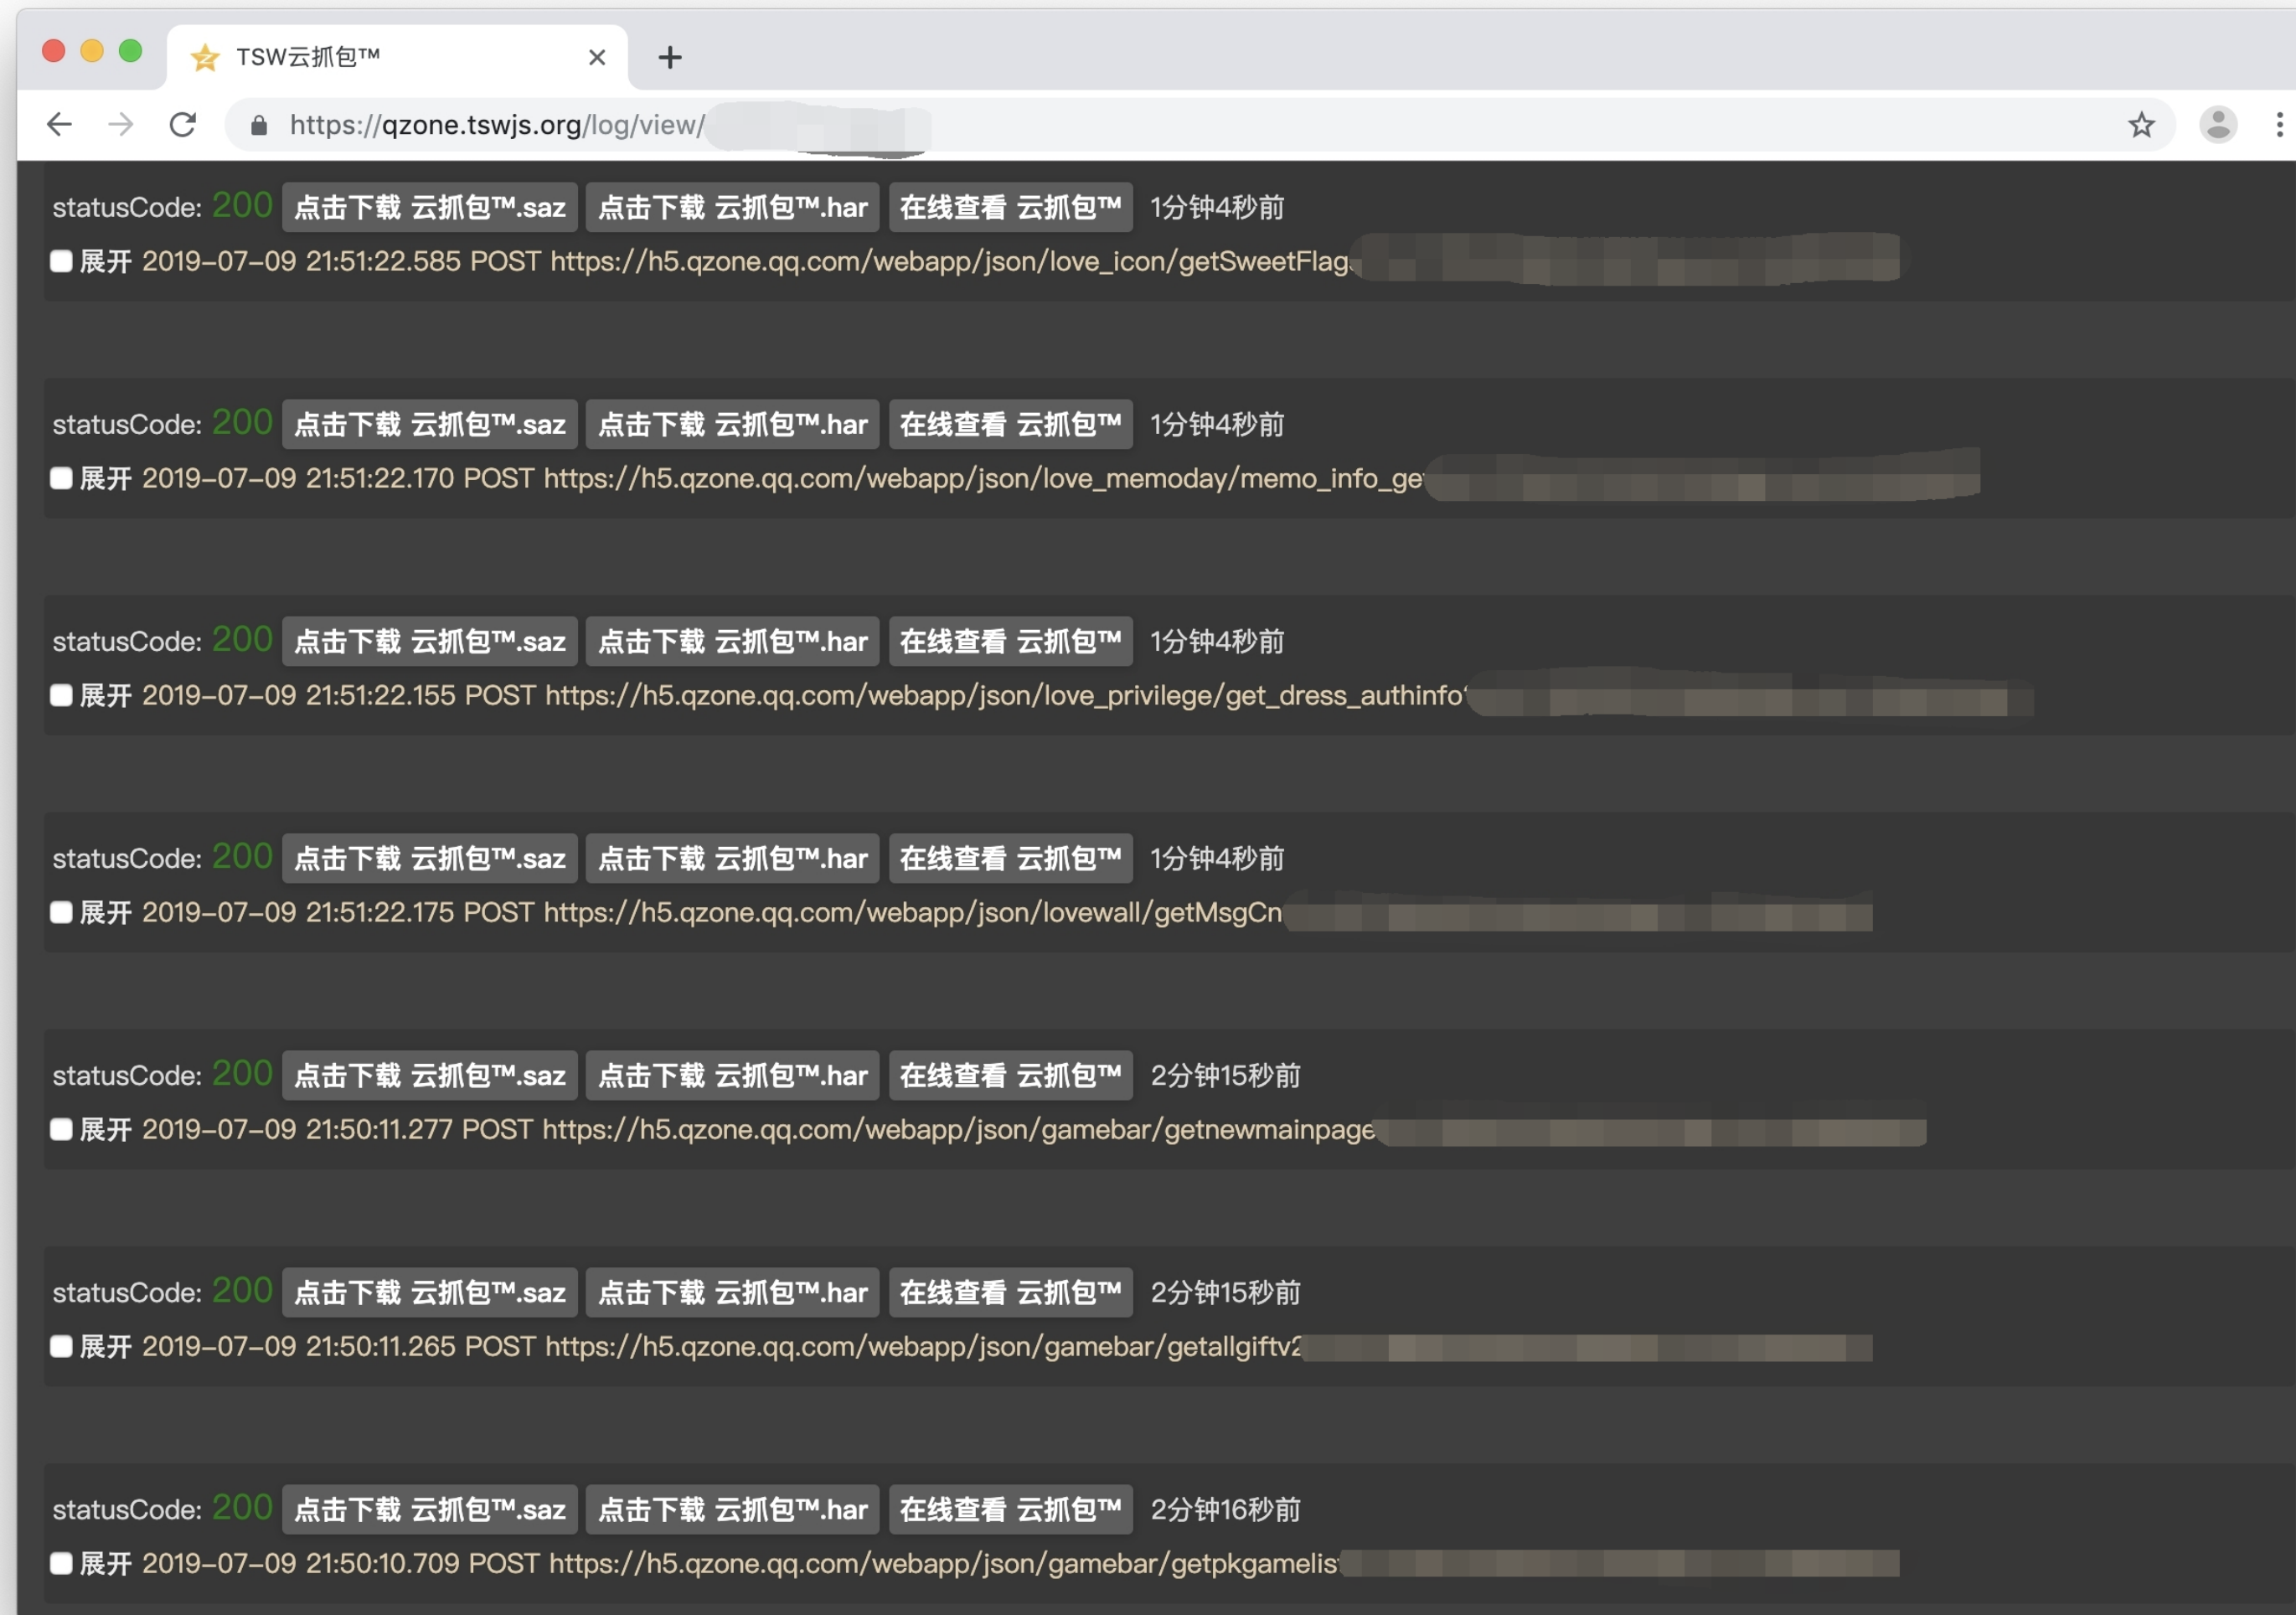 TSW云抓包™
https://qzone.tswjs.org/log/view/
statusCode: 200 点击下载 云抓包™.saz 点击下载 云抓包™.har 在线查看 云抓包™ 1分钟4秒前
展开 2019-07-09 21:51:22.585 POST https://h5.qzone.qq.com/webapp/json/love_icon/getSweetFlag
statusCode: 200 点击下载 云抓包™.saz 点击下载 云抓包™.har 在线查看 云抓包™ 1分钟4秒前
展开 2019-07-09 21:51:22.170 POST https://h5.qzone.qq.com/webapp/json/love_memoday/memo_info_get
statusCode: 200 点击下载 云抓包™.saz 点击下载 云抓包™.har 在线查看 云抓包™ 1分钟4秒前
展开 2019-07-09 21:51:22.155 POST https://h5.qzone.qq.com/webapp/json/love_privilege/get_dress_authinfo
statusCode: 200 点击下载 云抓包™.saz 点击下载 云抓包™.har 在线查看 云抓包™ 1分钟4秒前
展开 2019-07-09 21:51:22.175 POST https://h5.qzone.qq.com/webapp/json/lovewall/getMsgCn
statusCode: 200 点击下载 云抓包™.saz 点击下载 云抓包™.har 在线查看 云抓包™ 2分钟15秒前
展开 2019-07-09 21:50:11.277 POST https://h5.qzone.qq.com/webapp/json/gamebar/getnewmainpage
statusCode: 200 点击下载 云抓包™.saz 点击下载 云抓包™.har 在线查看 云抓包™ 2分钟15秒前
展开 2019-07-09 21:50:11.265 POST https://h5.qzone.qq.com/webapp/json/gamebar/getallgiftv2
statusCode: 200 点击下载 云抓包™.saz 点击下载 云抓包™.har 在线查看 云抓包™ 2分钟16秒前
展开 2019-07-09 21:50:10.709 POST https://h5.qzone.qq.com/webapp/json/gamebar/getpkgamelist